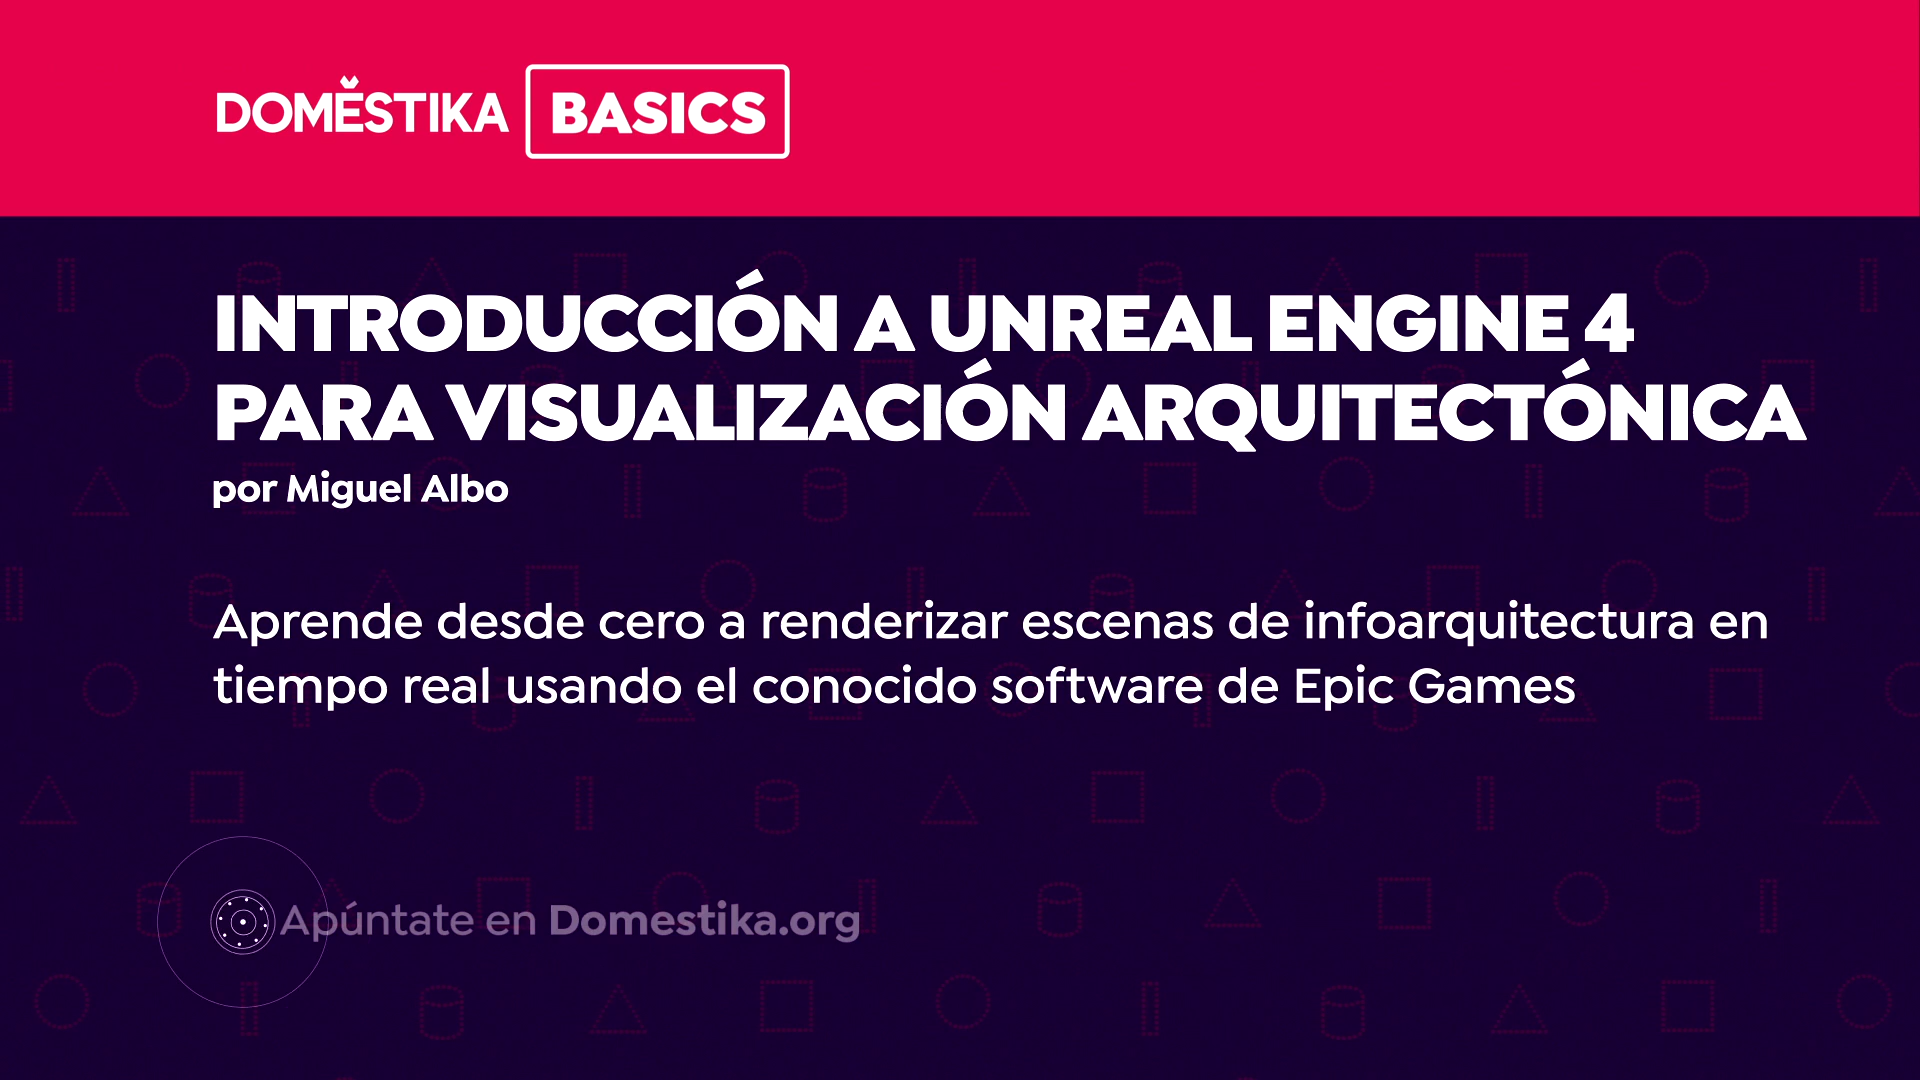 DOMĚSTIKA BASICS
INTRODUCCIÓN A UNREAL ENGINE 4
PARA VISUALIZACIÓN ARQUITECTÓNICA
por Miguel Albo
Aprende desde cero a renderizar escenas de infoarquitectura en
tiempo real usando el conocido software de Epic Games
Apúntate en Domestika.org